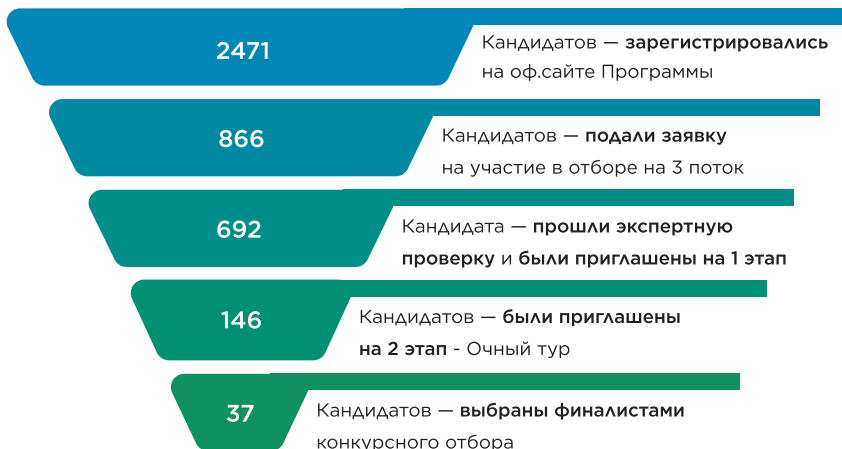 2471
Кандидатов — зарегистрировались
на оф.сайте Программы
866
Кандидатов — подали заявку
на участие в отборе на 3 поток
692
Кандидата — прошли экспертную
проверку и были приглашены на 1 этап
146
Кандидатов — были приглашены
на 2 этап - Очный тур
37
Кандидатов — выбраны финалистами
конкурсного отбора